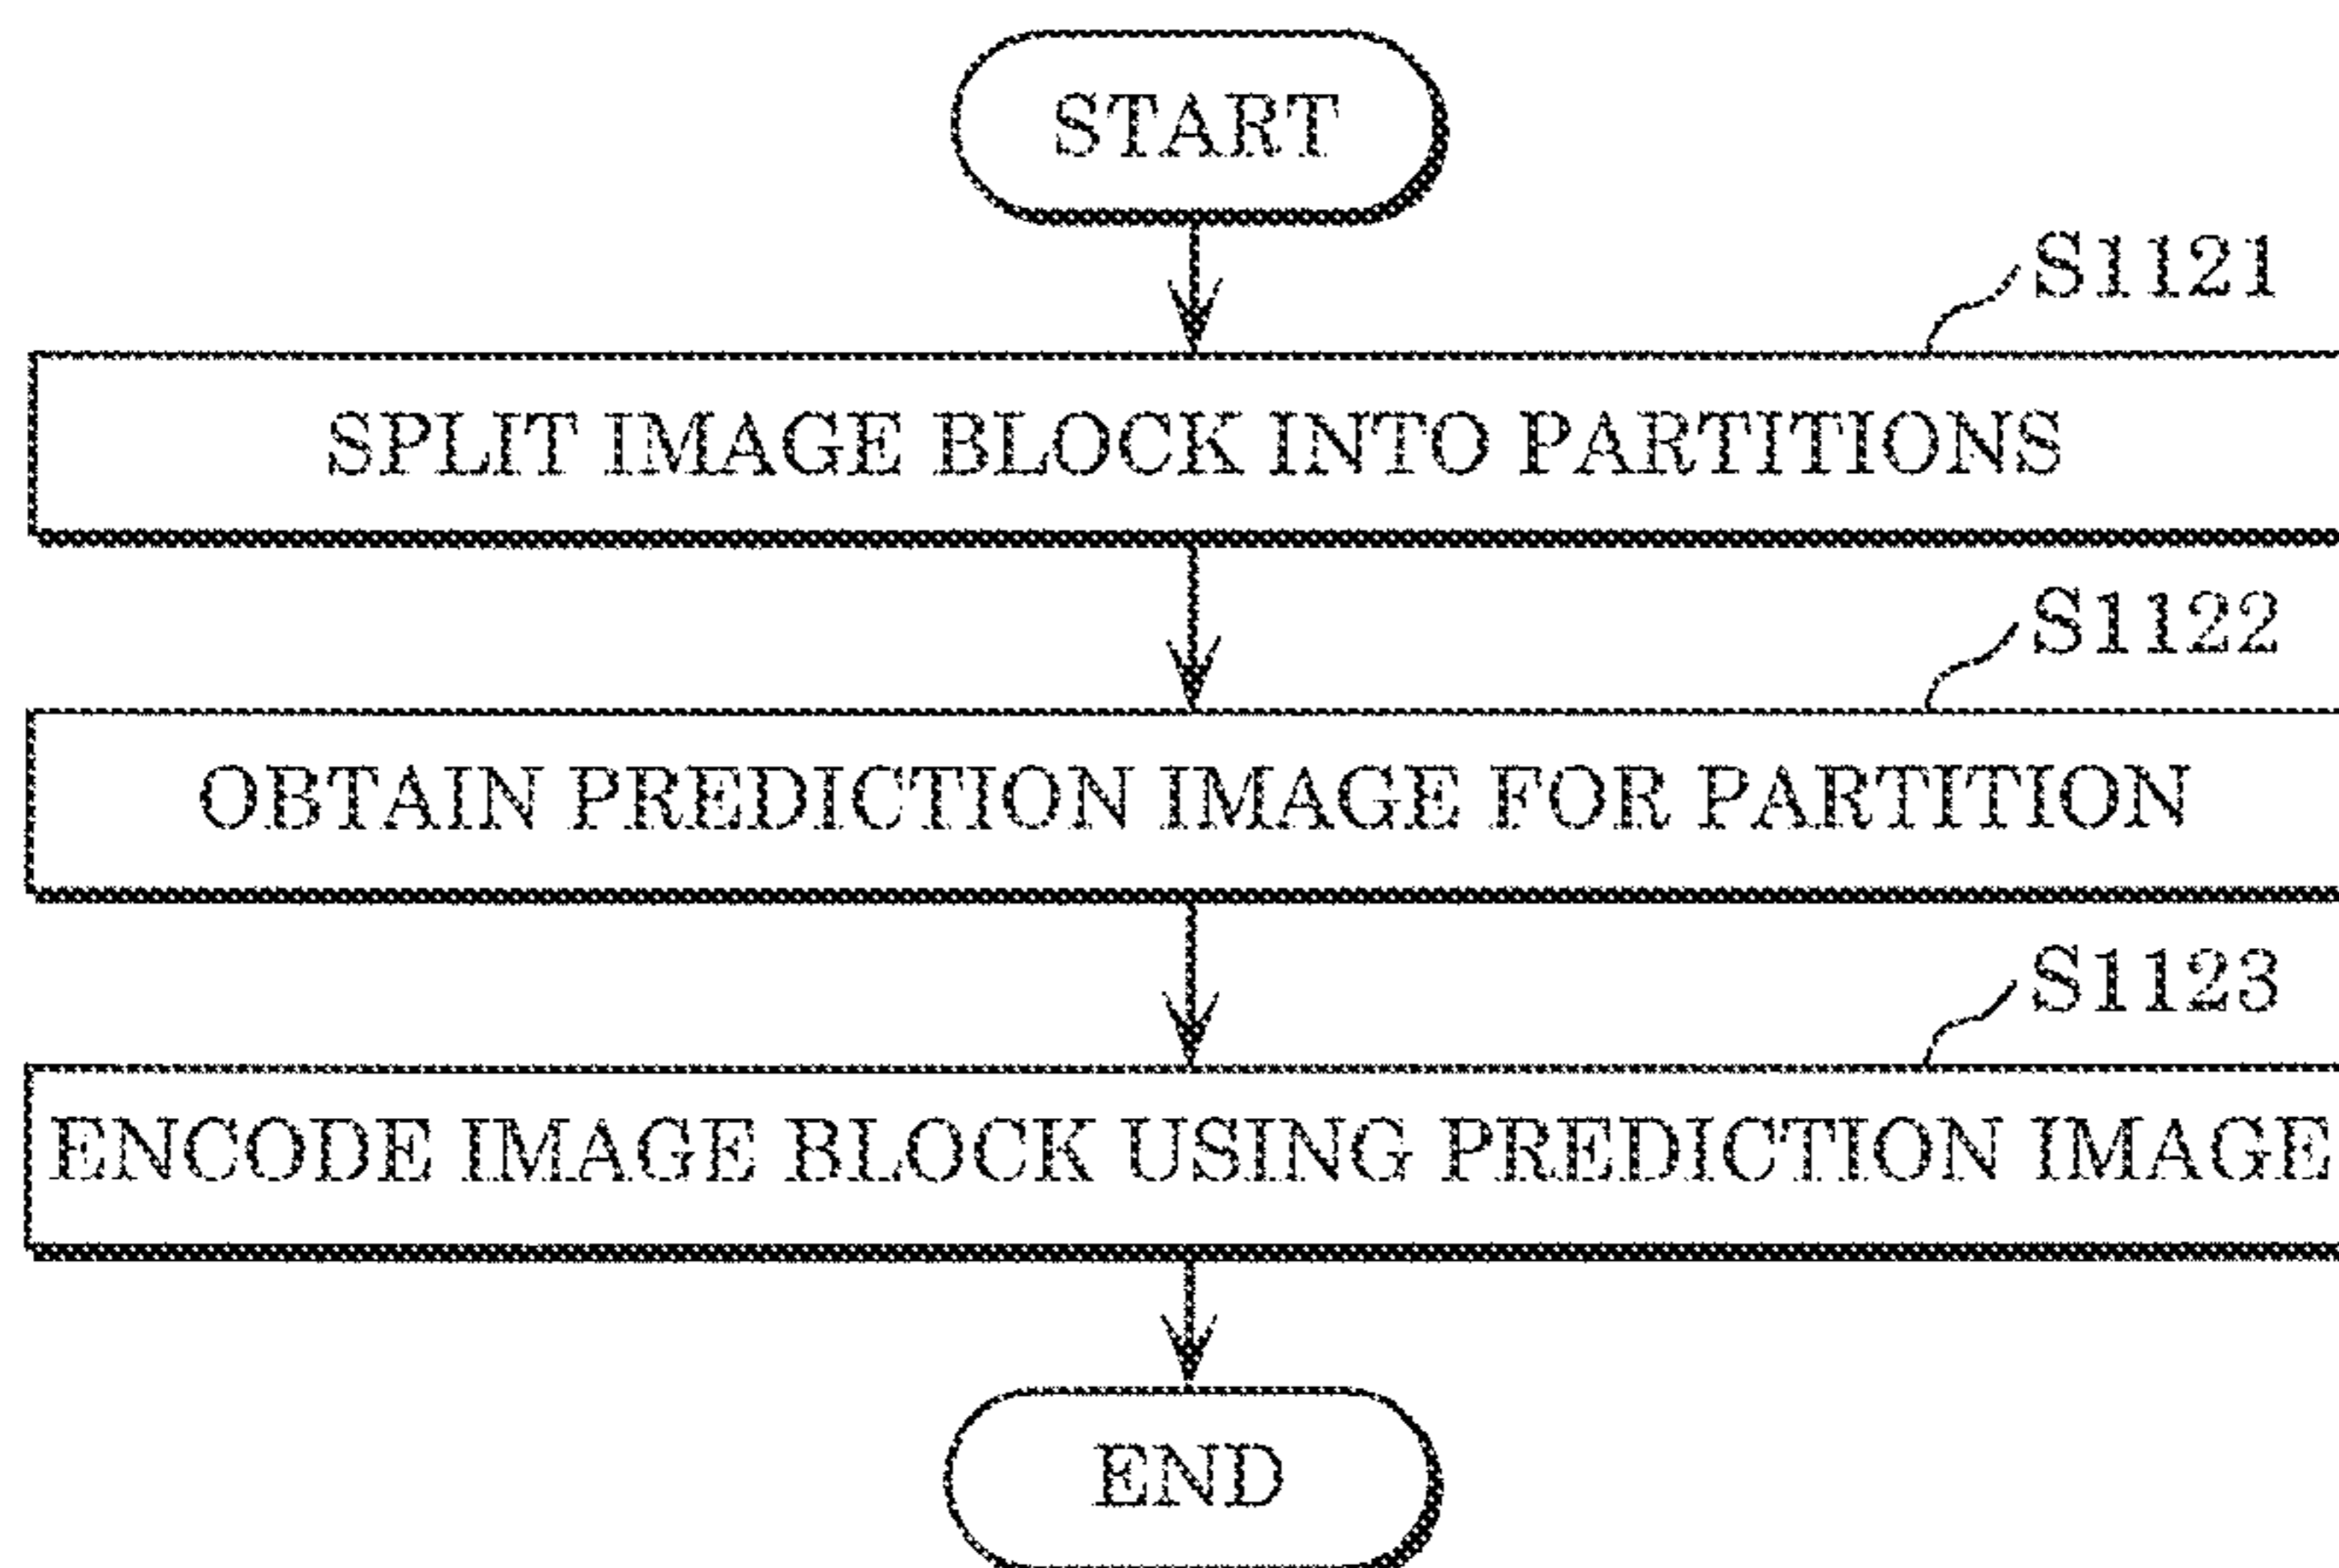 START
S1121
SPLIT IMAGE BLOCK INTO PARTITIONS
S1122
OBTAIN PREDICTION IMAGE FOR PARTITION
S1123
ENCODE IMAGE BLOCK USING PREDICTION IMAGE
END